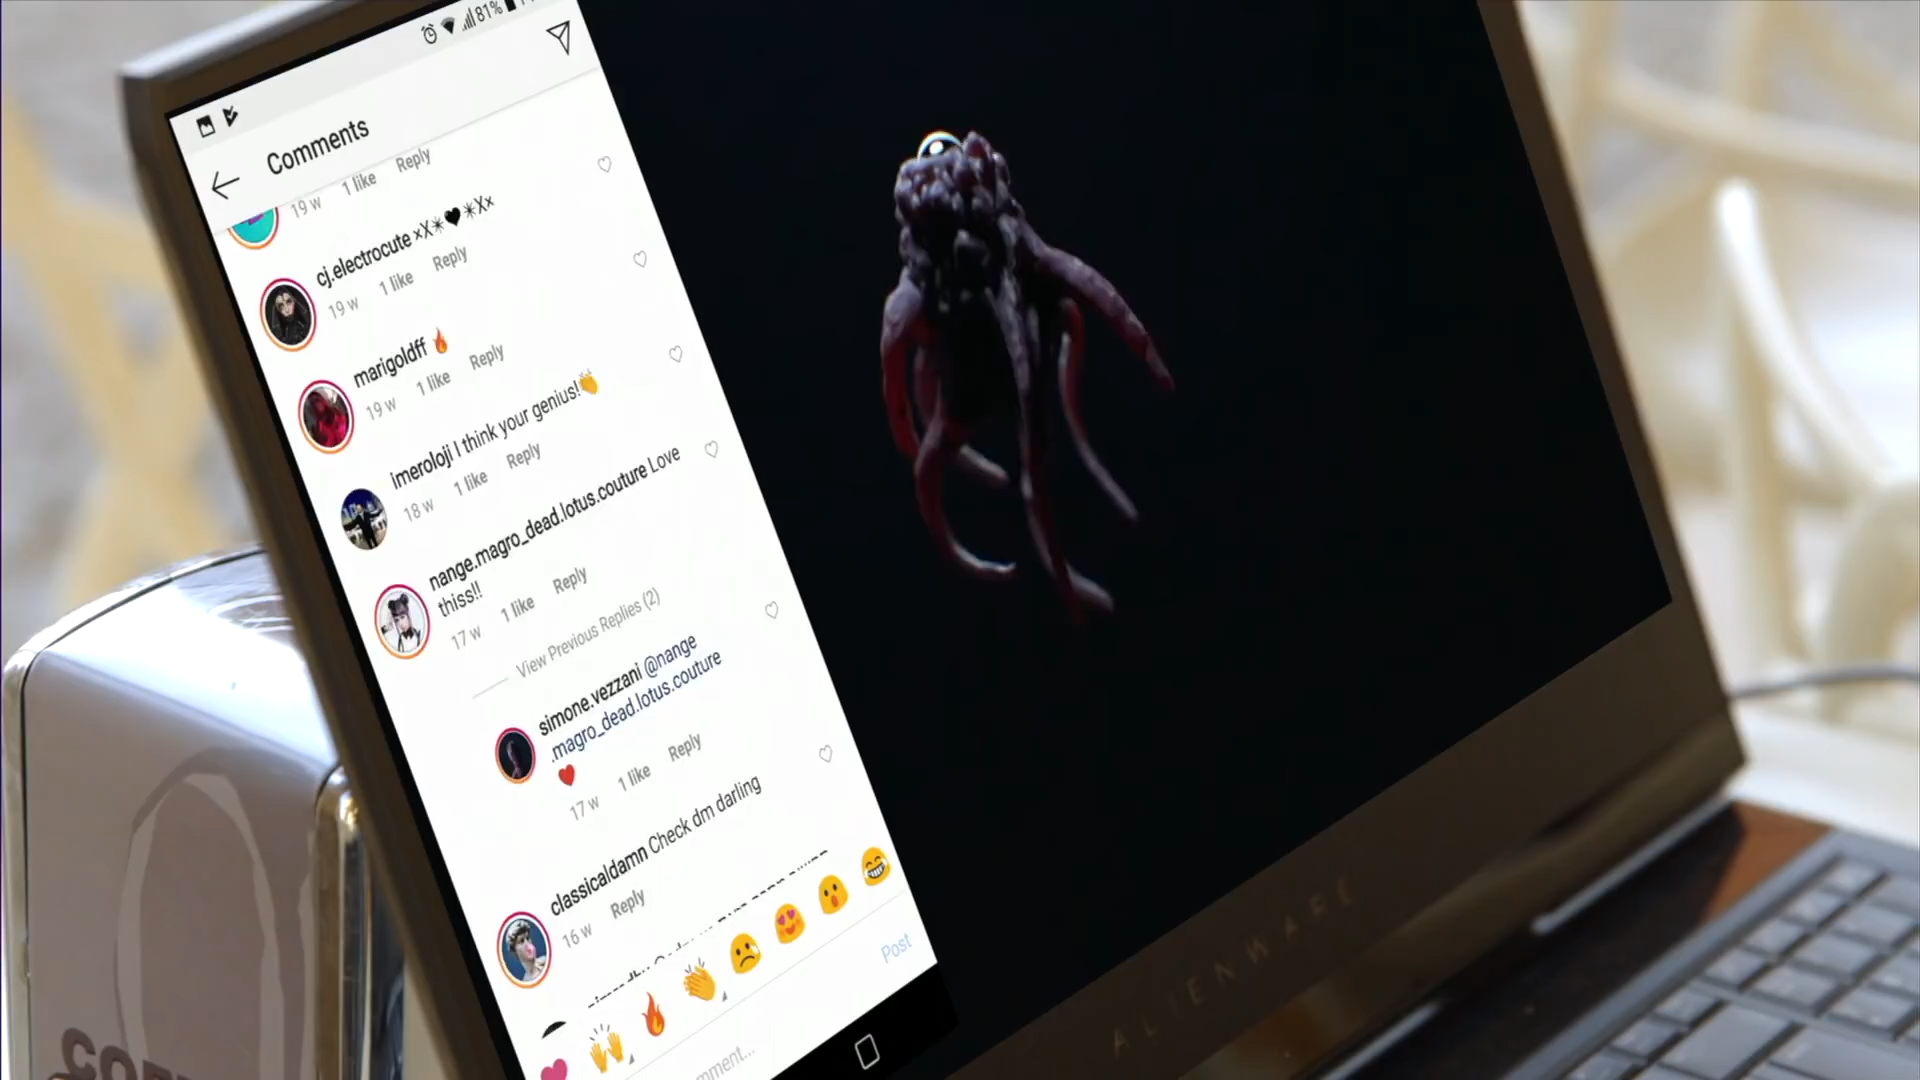 81%
Comments
19 w 1 like Reply
cj.electrocute ×X✳🖤✳X×
19 w 1 like Reply
marigoldff 🔥
19 w 1 like Reply
imeroloji I think your genius!👏
18 w 1 like Reply
nange.magro_dead.lotus.couture Love
thiss!!
17 w 1 like Reply
View Previous Replies (2)
simone.vezzani @nange
.magro_dead.lotus.couture
❤️
17 w 1 like Reply
classicaldamn Check dm darling
16 w Reply
Post
ALIENWARE